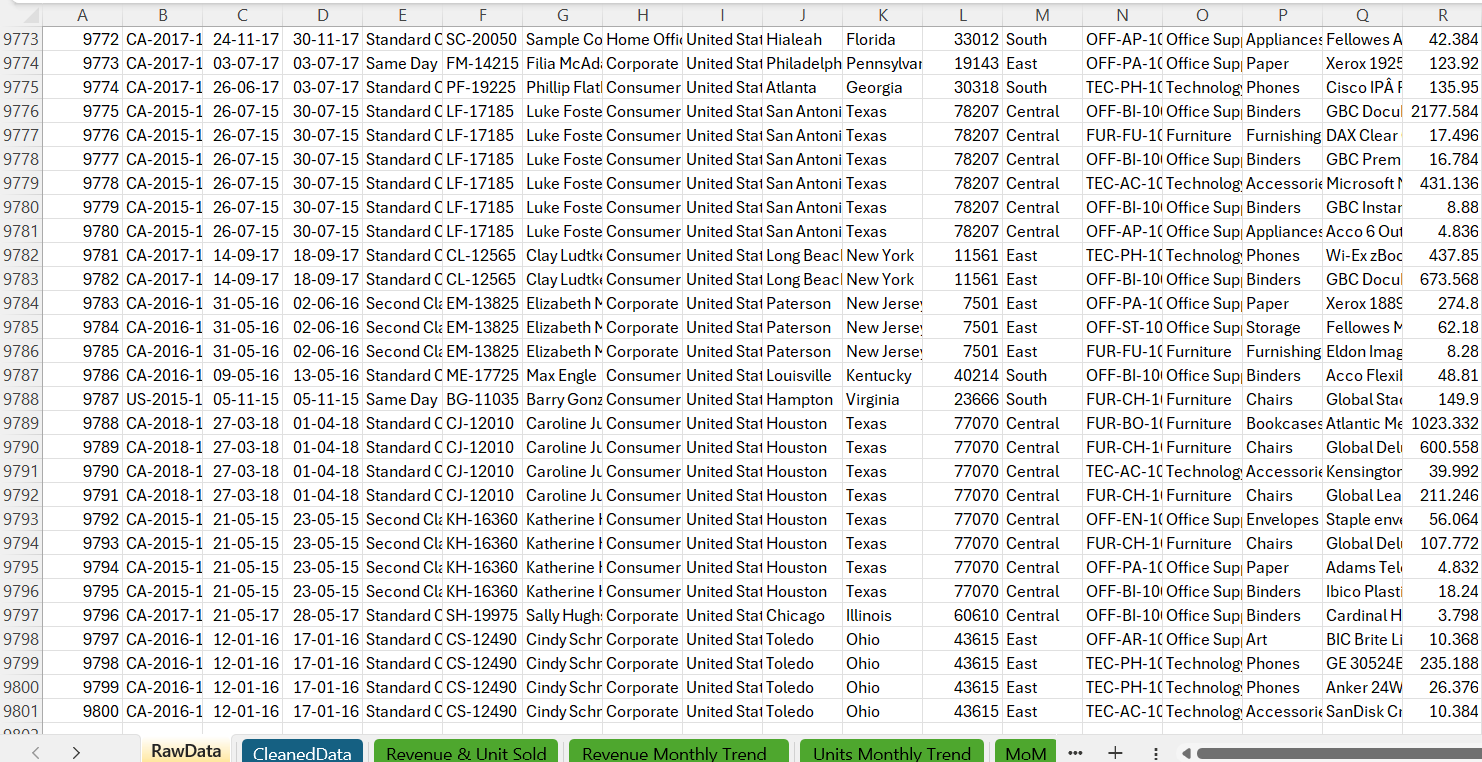 A B C D E F G H I J K L M N O P Q R
9773 9772 CA-2017-1 24-11-17 30-11-17 Standard C SC-20050 Sample Co Home Offi United Stat Hialeah Florida 33012 South OFF-AP-10 Office Sup Appliances Fellowes A 42.384
9774 9773 CA-2017-1 03-07-17 03-07-17 Same Day FM-14215 Filia McAd Corporate United Stat Philadelph Pennsylvan 19143 East OFF-PA-10 Office Sup Paper Xerox 1925 123.92
9775 9774 CA-2017-1 26-06-17 03-07-17 Standard C PF-19225 Phillip Flat Consumer United Stat Atlanta Georgia 30318 South TEC-PH-10 Technology Phones Cisco IPÂ F 135.95
9776 9775 CA-2015-1 26-07-15 30-07-15 Standard C LF-17185 Luke Foste Consumer United Stat San Antoni Texas 78207 Central OFF-BI-100 Office Sup Binders GBC Docu 2177.584
9777 9776 CA-2015-1 26-07-15 30-07-15 Standard C LF-17185 Luke Foste Consumer United Stat San Antoni Texas 78207 Central FUR-FU-10 Furniture Furnishing DAX Clear 17.496
9778 9777 CA-2015-1 26-07-15 30-07-15 Standard C LF-17185 Luke Foste Consumer United Stat San Antoni Texas 78207 Central OFF-BI-100 Office Sup Binders GBC Prem 16.784
9779 9778 CA-2015-1 26-07-15 30-07-15 Standard C LF-17185 Luke Foste Consumer United Stat San Antoni Texas 78207 Central TEC-AC-10 Technology Accessorie Microsoft N 431.136
9780 9779 CA-2015-1 26-07-15 30-07-15 Standard C LF-17185 Luke Foste Consumer United Stat San Antoni Texas 78207 Central OFF-BI-100 Office Sup Binders GBC Instan 8.88
9781 9780 CA-2015-1 26-07-15 30-07-15 Standard C LF-17185 Luke Foste Consumer United Stat San Antoni Texas 78207 Central OFF-AP-10 Office Sup Appliances Acco 6 Out 4.836
9782 9781 CA-2017-1 14-09-17 18-09-17 Standard C CL-12565 Clay Ludtke Consumer United Stat Long Beach New York 11561 East TEC-PH-10 Technology Phones Wi-Ex zBoo 437.85
9783 9782 CA-2017-1 14-09-17 18-09-17 Standard C CL-12565 Clay Ludtke Consumer United Stat Long Beach New York 11561 East OFF-BI-100 Office Sup Binders GBC Docu 673.568
9784 9783 CA-2016-1 31-05-16 02-06-16 Second Cla EM-13825 Elizabeth M Corporate United Stat Paterson New Jersey 7501 East OFF-PA-10 Office Sup Paper Xerox 1889 274.8
9785 9784 CA-2016-1 31-05-16 02-06-16 Second Cla EM-13825 Elizabeth M Corporate United Stat Paterson New Jersey 7501 East OFF-ST-10 Office Sup Storage Fellowes M 62.18
9786 9785 CA-2016-1 31-05-16 02-06-16 Second Cla EM-13825 Elizabeth M Corporate United Stat Paterson New Jersey 7501 East FUR-FU-10 Furniture Furnishing Eldon Imag 8.28
9787 9786 CA-2016-1 09-05-16 13-05-16 Standard C ME-17725 Max Engle Consumer United Stat Louisville Kentucky 40214 South OFF-BI-100 Office Sup Binders Acco Flexil 48.81
9788 9787 US-2015-1 05-11-15 05-11-15 Same Day BG-11035 Barry Gonz Consumer United Stat Hampton Virginia 23666 South FUR-CH-1 Furniture Chairs Global Stac 149.9
9789 9788 CA-2018-1 27-03-18 01-04-18 Standard C CJ-12010 Caroline Ju Consumer United Stat Houston Texas 77070 Central FUR-BO-10 Furniture Bookcases Atlantic Me 1023.332
9790 9789 CA-2018-1 27-03-18 01-04-18 Standard C CJ-12010 Caroline Ju Consumer United Stat Houston Texas 77070 Central FUR-CH-1 Furniture Chairs Global Del 600.558
9791 9790 CA-2018-1 27-03-18 01-04-18 Standard C CJ-12010 Caroline Ju Consumer United Stat Houston Texas 77070 Central TEC-AC-10 Technology Accessorie Kensington 39.992
9792 9791 CA-2018-1 27-03-18 01-04-18 Standard C CJ-12010 Caroline Ju Consumer United Stat Houston Texas 77070 Central FUR-CH-1 Furniture Chairs Global Lea 211.246
9793 9792 CA-2015-1 21-05-15 23-05-15 Second Cla KH-16360 Katherine H Consumer United Stat Houston Texas 77070 Central OFF-EN-10 Office Sup Envelopes Staple enve 56.064
9794 9793 CA-2015-1 21-05-15 23-05-15 Second Cla KH-16360 Katherine H Consumer United Stat Houston Texas 77070 Central FUR-CH-1 Furniture Chairs Global Del 107.772
9795 9794 CA-2015-1 21-05-15 23-05-15 Second Cla KH-16360 Katherine H Consumer United Stat Houston Texas 77070 Central OFF-PA-10 Office Sup Paper Adams Tele 4.832
9796 9795 CA-2015-1 21-05-15 23-05-15 Second Cla KH-16360 Katherine H Consumer United Stat Houston Texas 77070 Central OFF-BI-100 Office Sup Binders Ibico Plasti 18.24
9797 9796 CA-2017-1 21-05-17 28-05-17 Standard C SH-19975 Sally Hughs Corporate United Stat Chicago Illinois 60610 Central OFF-BI-100 Office Sup Binders Cardinal H 3.798
9798 9797 CA-2016-1 12-01-16 17-01-16 Standard C CS-12490 Cindy Schn Corporate United Stat Toledo Ohio 43615 East OFF-AR-10 Office Sup Art BIC Brite Li 10.368
9799 9798 CA-2016-1 12-01-16 17-01-16 Standard C CS-12490 Cindy Schn Corporate United Stat Toledo Ohio 43615 East TEC-PH-10 Technology Phones GE 30524E 235.188
9800 9799 CA-2016-1 12-01-16 17-01-16 Standard C CS-12490 Cindy Schn Corporate United Stat Toledo Ohio 43615 East TEC-PH-10 Technology Phones Anker 24W 26.376
9801 9800 CA-2016-1 12-01-16 17-01-16 Standard C CS-12490 Cindy Schn Corporate United Stat Toledo Ohio 43615 East TEC-AC-10 Technology Accessorie SanDisk Cr 10.384
RawData CleanedData Revenue & Unit Sold Revenue Monthly Trend Units Monthly Trend MoM